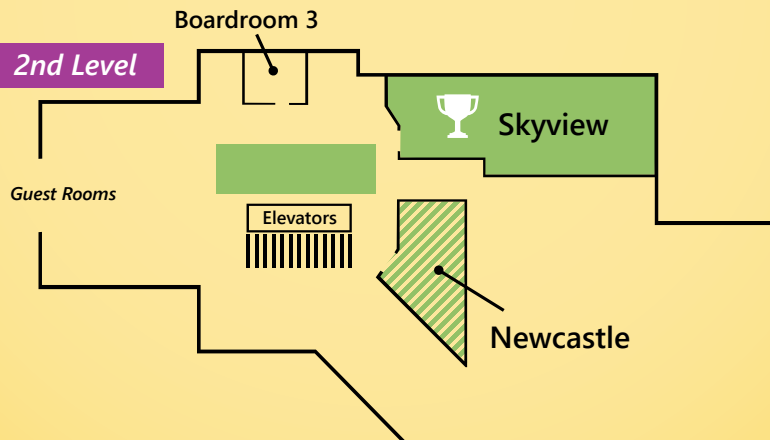 Boardroom 3
2nd Level
Skyview
Guest Rooms
Elevators
Newcastle